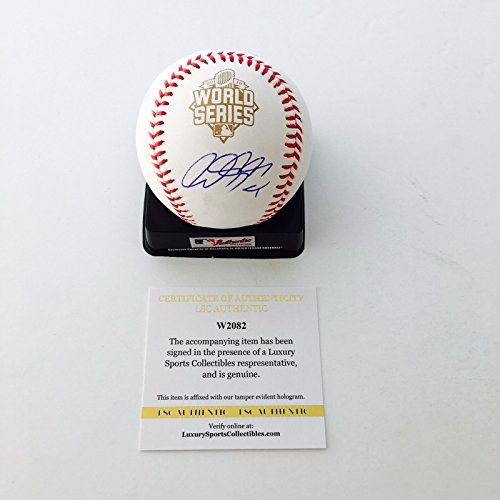 WORLD
SERIES
Authentic
CERTIFICATE OF AUTHENTICITY
LSC AUTHENTIC
W2082
The accompanying item has been
signed in the presence of a Luxury
Sports Collectibles respresentative,
and is genuine.
This item is affixed with our tamper evident hologram.
LSC AUTHENTIC LSC AUTHENTIC
Verify online at:
LuxurySportsCollectibles.com